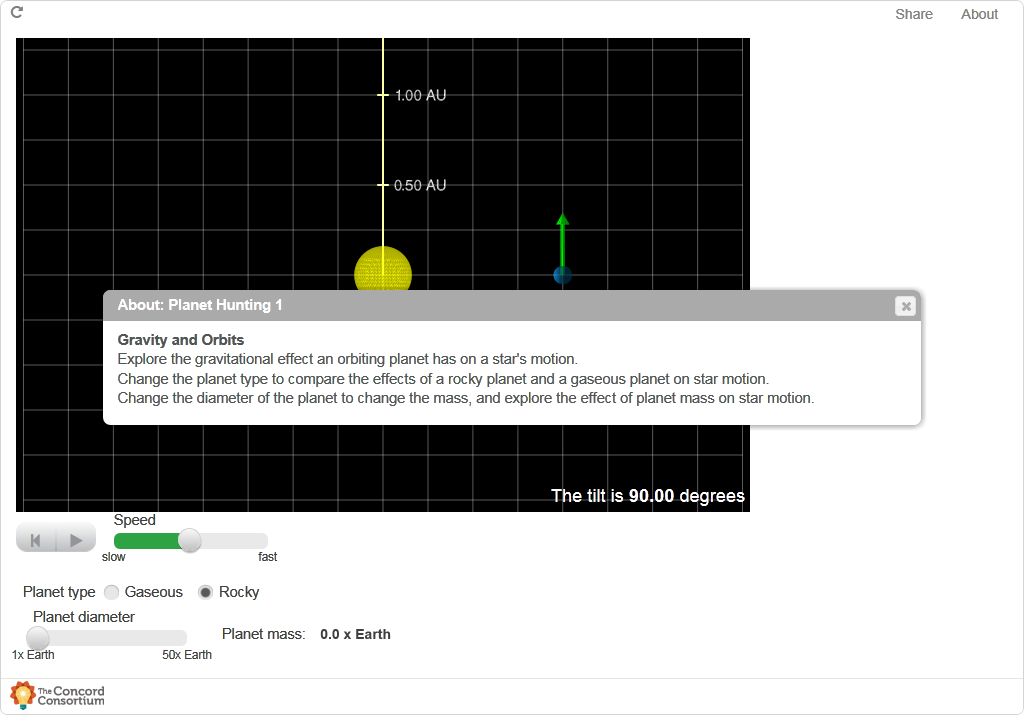 Share About
1.00 AU
0.50 AU
About: Planet Hunting 1
Gravity and Orbits
Explore the gravitational effect an orbiting planet has on a star's motion.
Change the planet type to compare the effects of a rocky planet and a gaseous planet on star motion.
Change the diameter of the planet to change the mass, and explore the effect of planet mass on star motion.
The tilt is 90.00 degrees
Speed
slow fast
Planet type Gaseous Rocky
Planet diameter
Planet mass: 0.0 x Earth
1x Earth 50x Earth
The Concord
Consortium